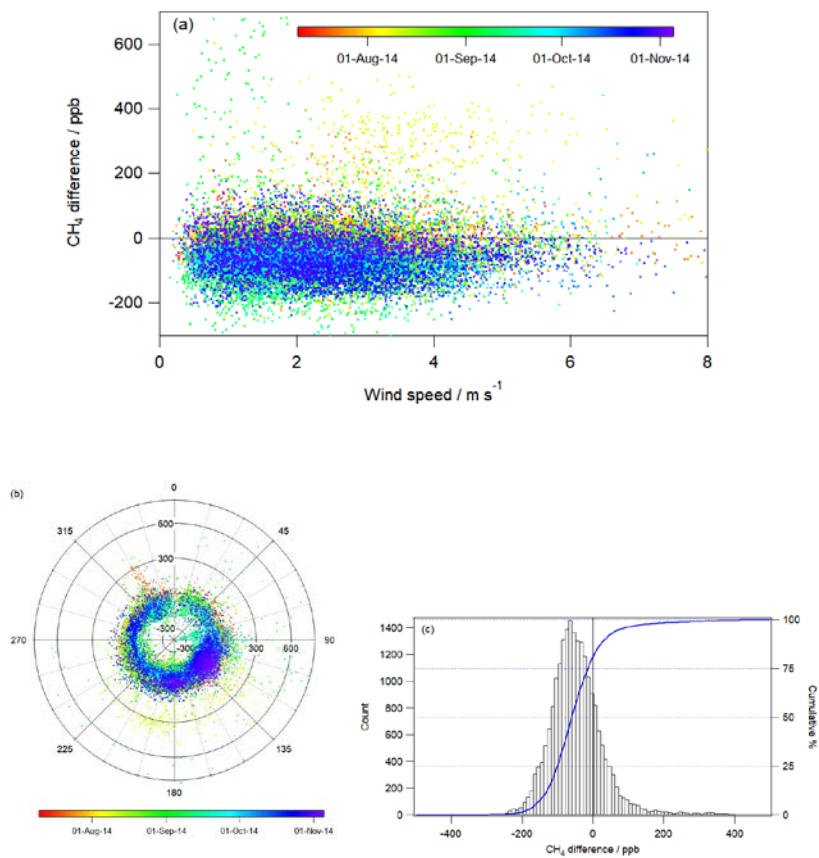 (a)
01-Aug-14 01-Sep-14 01-Oct-14 01-Nov-14
600
400
200
0
-200
CH4 difference / ppb
0 2 4 6 8
Wind speed / m s-1
(b)
0
315 600 45
300
-300
270 -300 300 600 90
225 135
180
01-Aug-14 01-Sep-14 01-Oct-14 01-Nov-14
(c)
1400
1200
1000
800
600
400
200
0
Count
100
75
50
25
0
Cumulative %
-400 -200 0 200 400
CH4 difference / ppb